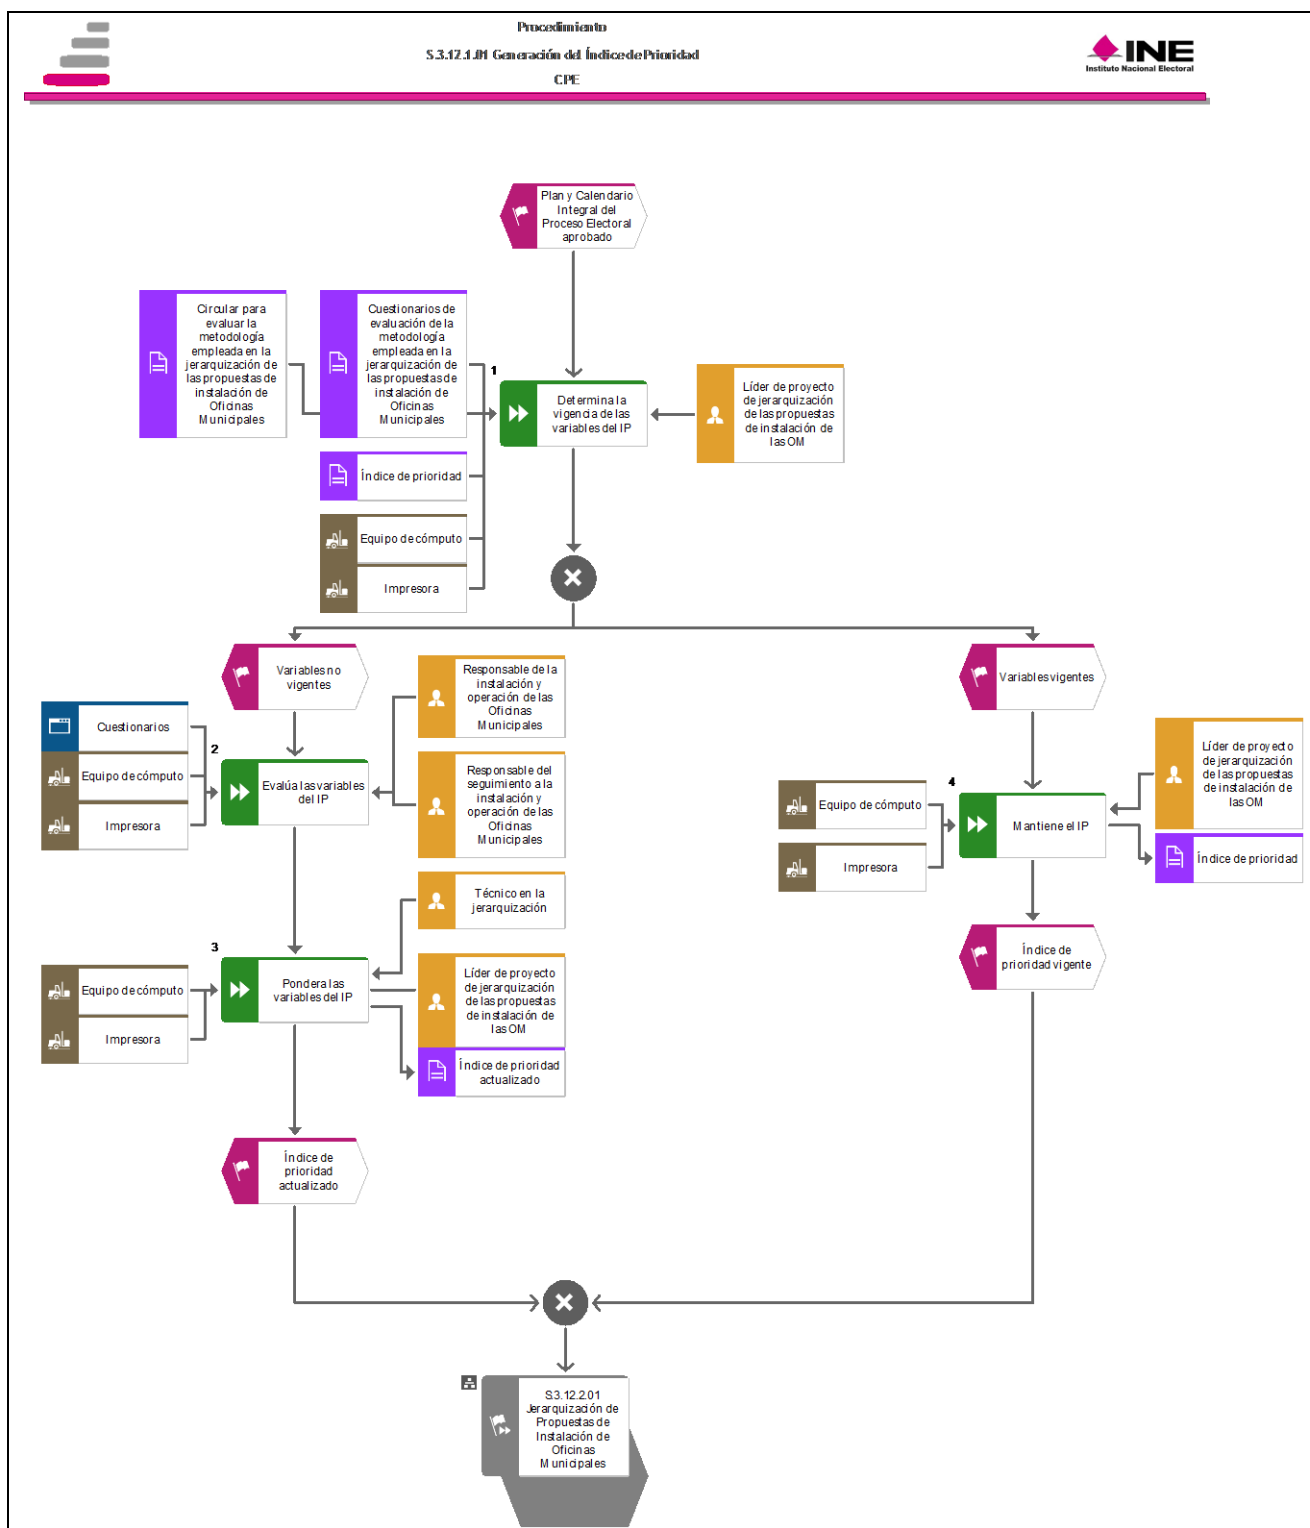 Procedimiento
S.3.12.1.01 Generación del Índice de Prioridad
CPE
INE
Instituto Nacional Electoral
Plan y Calendario
Integral del
Proceso Electoral
aprobado
Circular para
evaluar la
metodología
empleada en la
jerarquización de
las propuestas de
instalación de
Oficinas
Municipales
Cuestionarios de
evaluación de la
metodología
empleada en la
jerarquización de
las propuestas de
instalación de
Oficinas
Municipales
1
Determina la
vigencia de las
variables del IP
Líder de proyecto
de jerarquización
de las propuestas
de instalación de
las OM
Índice de prioridad
Equipo de cómputo
Impresora
Variables no
vigentes
Responsable de la
instalación y
operación de las
Oficinas
Municipales
Variables vigentes
Cuestionarios
Equipo de cómputo
Impresora
2
Evalúa las variables
del IP
Responsable del
seguimiento a la
instalación y
operación de las
Oficinas
Municipales
Líder de proyecto
de jerarquización
de las propuestas
de instalación de
las OM
Equipo de cómputo
Impresora
4
Mantiene el IP
Índice de prioridad
Técnico en la
jerarquización
3
Pondera las
variables del IP
Equipo de cómputo
Impresora
Líder de proyecto
de jerarquización
de las propuestas
de instalación de
las OM
Índice de prioridad
actualizado
Índice de
prioridad vigente
Índice de
prioridad
actualizado
S.3.12.2.01
Jerarquización de
Propuestas de
Instalación de
Oficinas
Municipales